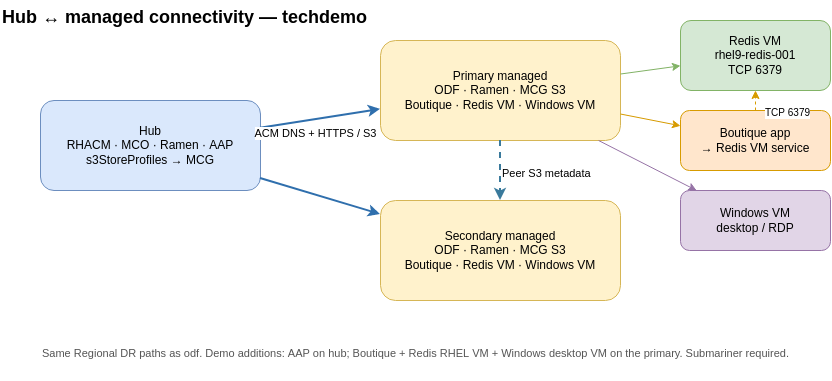 Hub ↔ managed connectivity — techdemo
Hub
RHACM · MCO · Ramen · AAP
s3StoreProfiles → MCG
ACM DNS + HTTPS / S3
Primary managed
ODF · Ramen · MCG S3
Boutique · Redis VM · Windows VM
Peer S3 metadata
Secondary managed
ODF · Ramen · MCG S3
Boutique · Redis VM · Windows VM
Redis VM
rhel9-redis-001
TCP 6379
TCP 6379
Boutique app
→ Redis VM service
Windows VM
desktop / RDP
Same Regional DR paths as odf. Demo additions: AAP on hub; Boutique + Redis RHEL VM + Windows desktop VM on the primary. Submariner required.